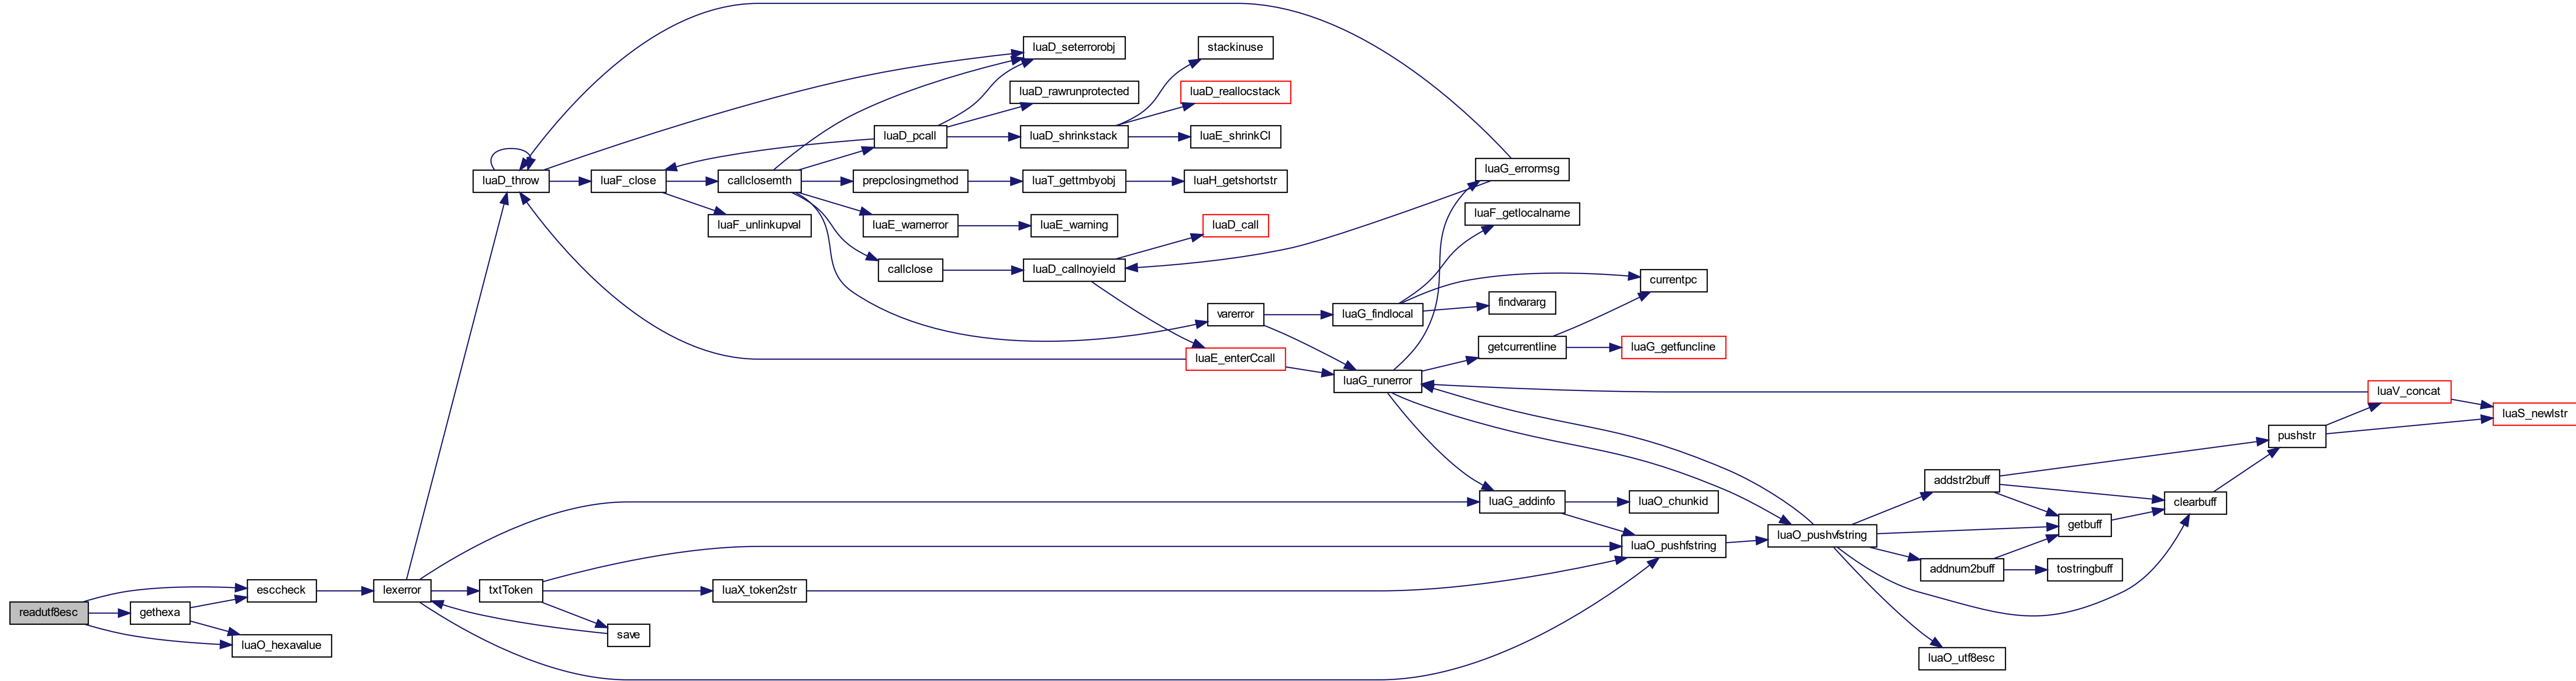 luaD_seterrorobj
stackinuse
luaD_rawrunprotected
luaD_reallocstack
luaD_pcall
luaD_shrinkstack
luaE_shrinkCI
luaG_errormsg
luaD_throw
luaF_close
callclosemth
prepclosingmethod
luaT_gettmbyobj
luaH_getshortstr
luaF_getlocalname
luaF_unlinkupval
luaE_warnerror
luaE_warning
luaD_call
callclose
luaD_callnoyield
currentpc
findvararg
varerror
luaG_findlocal
getcurrentline
luaG_getfuncline
luaE_enterCcall
luaG_runerror
luaV_concat
luaS_newlstr
pushstr
addstr2buff
luaG_addinfo
luaO_chunkid
clearbuff
getbuff
luaO_pushvfstring
luaO_pushfstring
addnum2buff
tostringbuff
esccheck
lexerror
txtToken
luaX_token2str
readutf8esc
gethexa
save
luaO_hexavalue
luaO_utf8esc